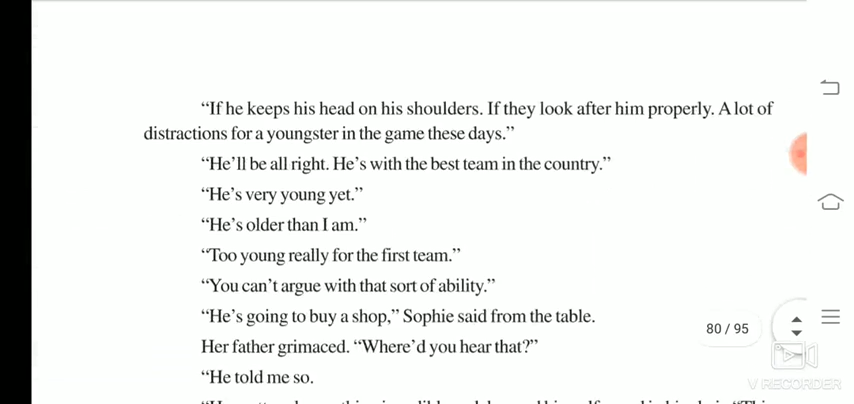 “If he keeps his head on his shoulders. If they look after him properly. A lot of
distractions for a youngster in the game these days.”
“He’ll be all right. He’s with the best team in the country.”
“He’s very young yet.”
“He’s older than I am.”
“Too young really for the first team.”
“You can’t argue with that sort of ability.”
“He’s going to buy a shop,” Sophie said from the table.
80 / 95
Her father grimaced. “Where’d you hear that?”
“He told me so.
V RECORDER